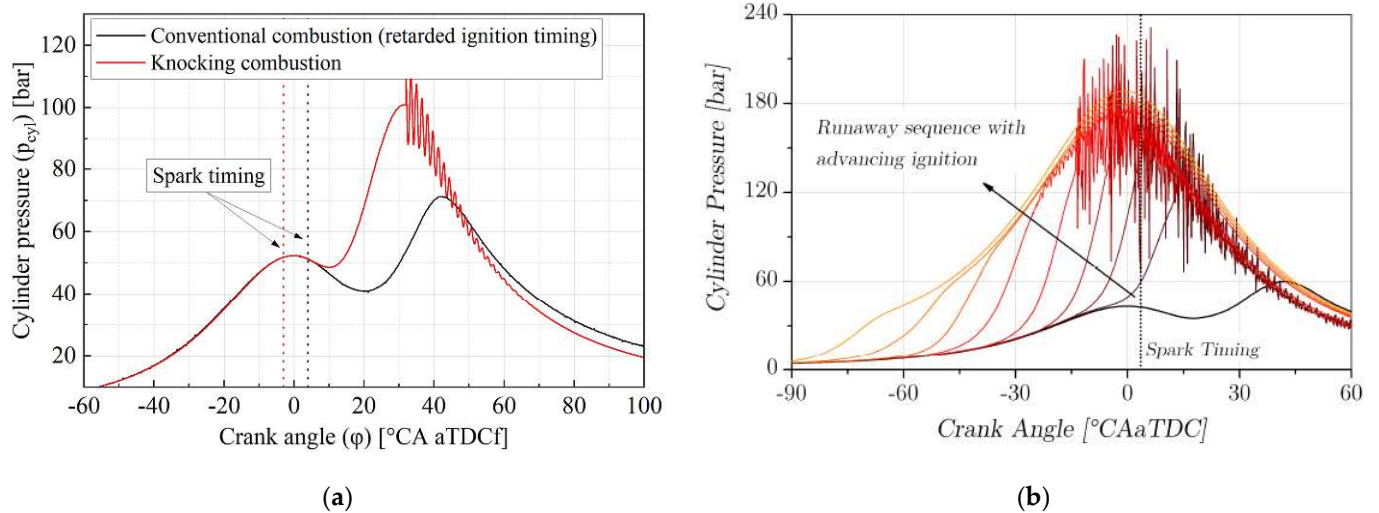 Conventional combustion (retarded ignition timing)
Knocking combustion
Spark timing
Cylinder pressure (p_cyl) [bar]
120
100
80
60
40
20
-60
-40
-20
0
20
40
60
80
100
Crank angle (φ) [°CA aTDCf]
(a)
Runaway sequence with
advancing ignition
Spark Timing
Cylinder Pressure [bar]
240
180
120
60
0
-90
-60
-30
0
30
60
Crank Angle [°CAaTDC]
(b)